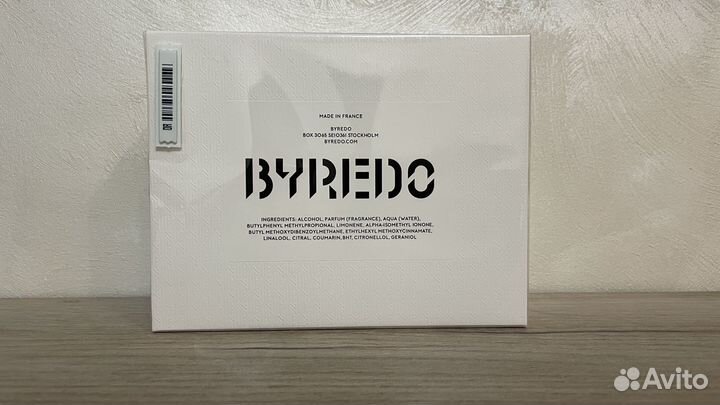 MADE IN FRANCE
BYREDO
BOX 3065 SE10361 STOCKHOLM
BYREDO.COM
BYREDO
INGREDIENTS: ALCOHOL, PARFUM (FRAGRANCE), AQUA (WATER),
BUTYLPHENYL METHYLPROPIONAL, LIMONENE, ALPHA-ISOMETHYL IONONE,
BUTYL METHOXYDIBENZOYLMETHANE, ETHYLHEXYL METHOXYCINNAMATE,
LINALOOL, CITRAL, COUMARIN, BHT, CITRONELLOL, GERANIOL
Avito